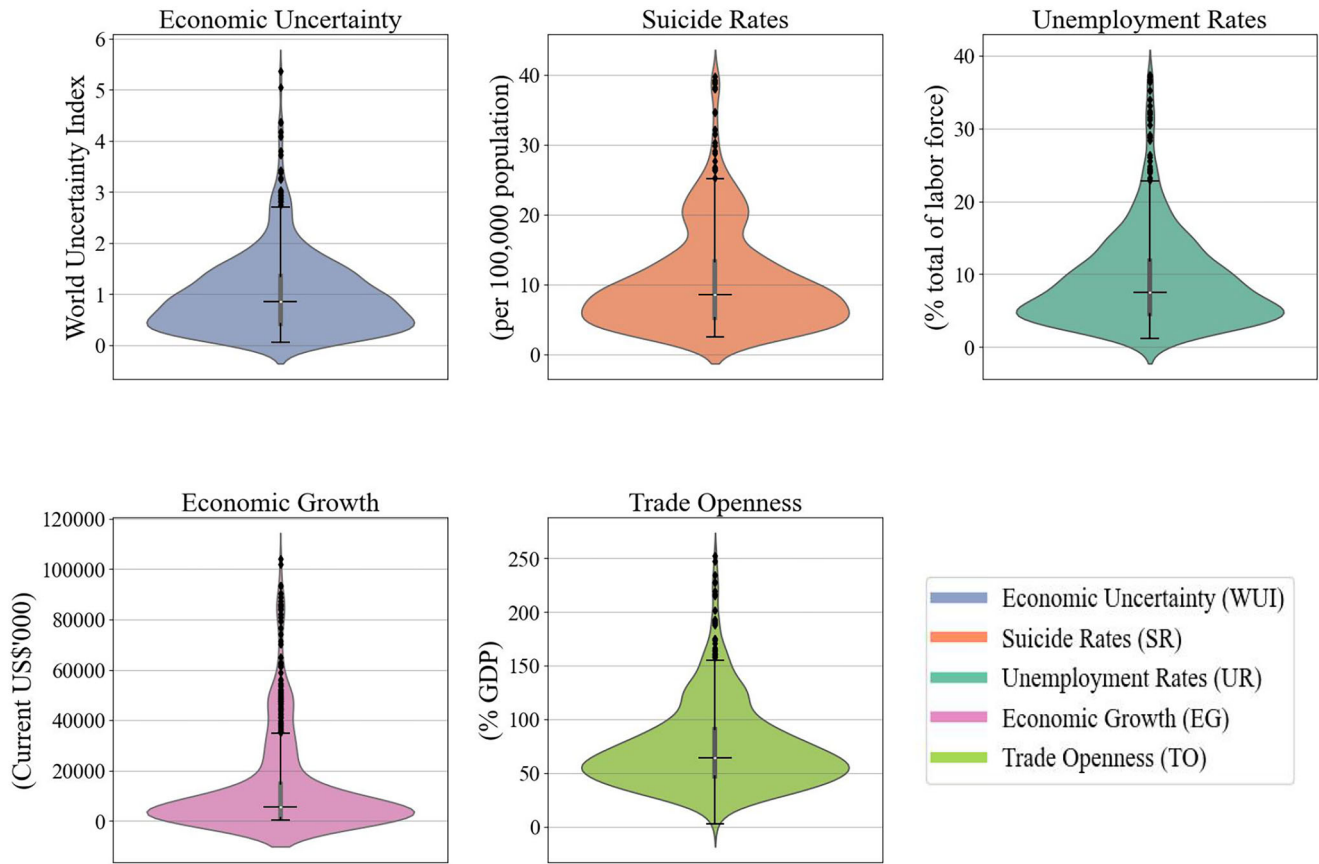 Economic Uncertainty
World Uncertainty Index
6
5
4
3
2
1
0
Suicide Rates
(per 100,000 population)
40
30
20
10
0
Unemployment Rates
(% total of labor force)
40
30
20
10
0
Economic Growth
(Current US$'000)
120000
100000
80000
60000
40000
20000
0
Trade Openness
(% GDP)
250
200
150
100
50
0
Economic Uncertainty (WUI)
Suicide Rates (SR)
Unemployment Rates (UR)
Economic Growth (EG)
Trade Openness (TO)